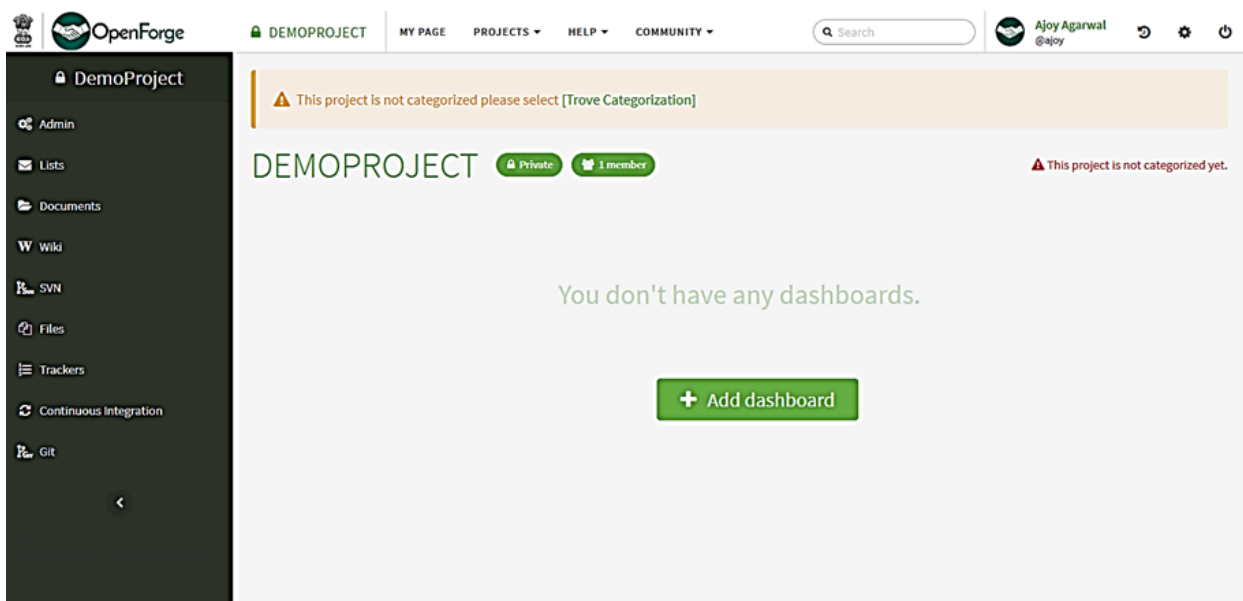 OpenForge
DEMOPROJECT
MY PAGE
PROJECTS
HELP
COMMUNITY
Search
Ajoy Agarwal
@ajoy
DemoProject
Admin
Lists
Documents
W Wiki
SVN
Files
Trackers
Continuous Integration
Git
This project is not categorized please select [Trove Categorization]
DEMOPROJECT
Private
1 member
This project is not categorized yet.
You don't have any dashboards.
Add dashboard